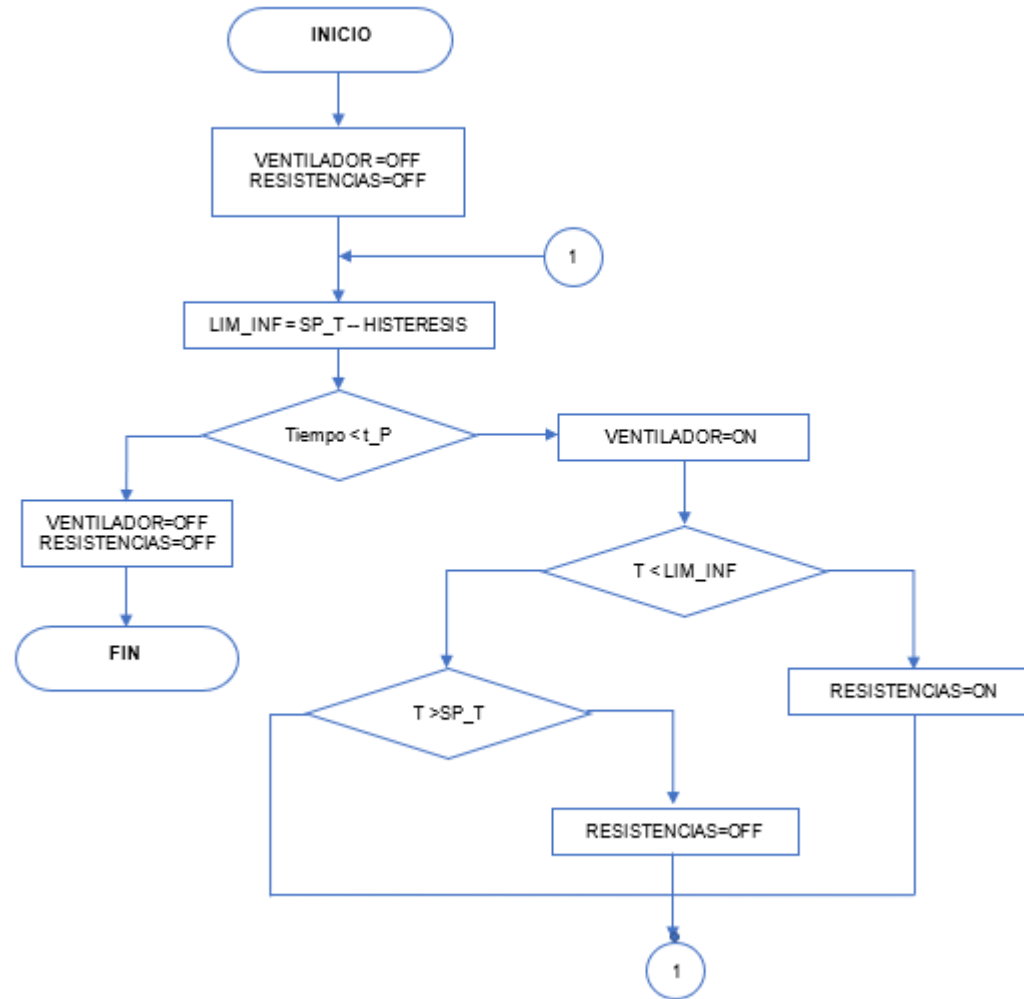 INICIO
VENTILADOR=OFF
RESISTENCIAS=OFF
1
LIM_INF = SP_T -- HISTERESIS
Tiempo < t_P
VENTILADOR=ON
VENTILADOR=OFF
RESISTENCIAS=OFF
T < LIM_INF
FIN
RESISTENCIAS=ON
T >SP_T
RESISTENCIAS=OFF
1